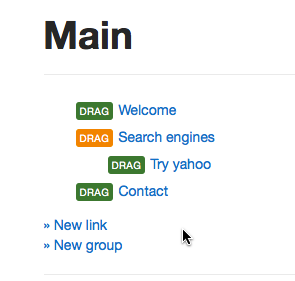 Main
DRAG Welcome
DRAG Search engines
DRAG Try yahoo
DRAG Contact
» New link
» New group